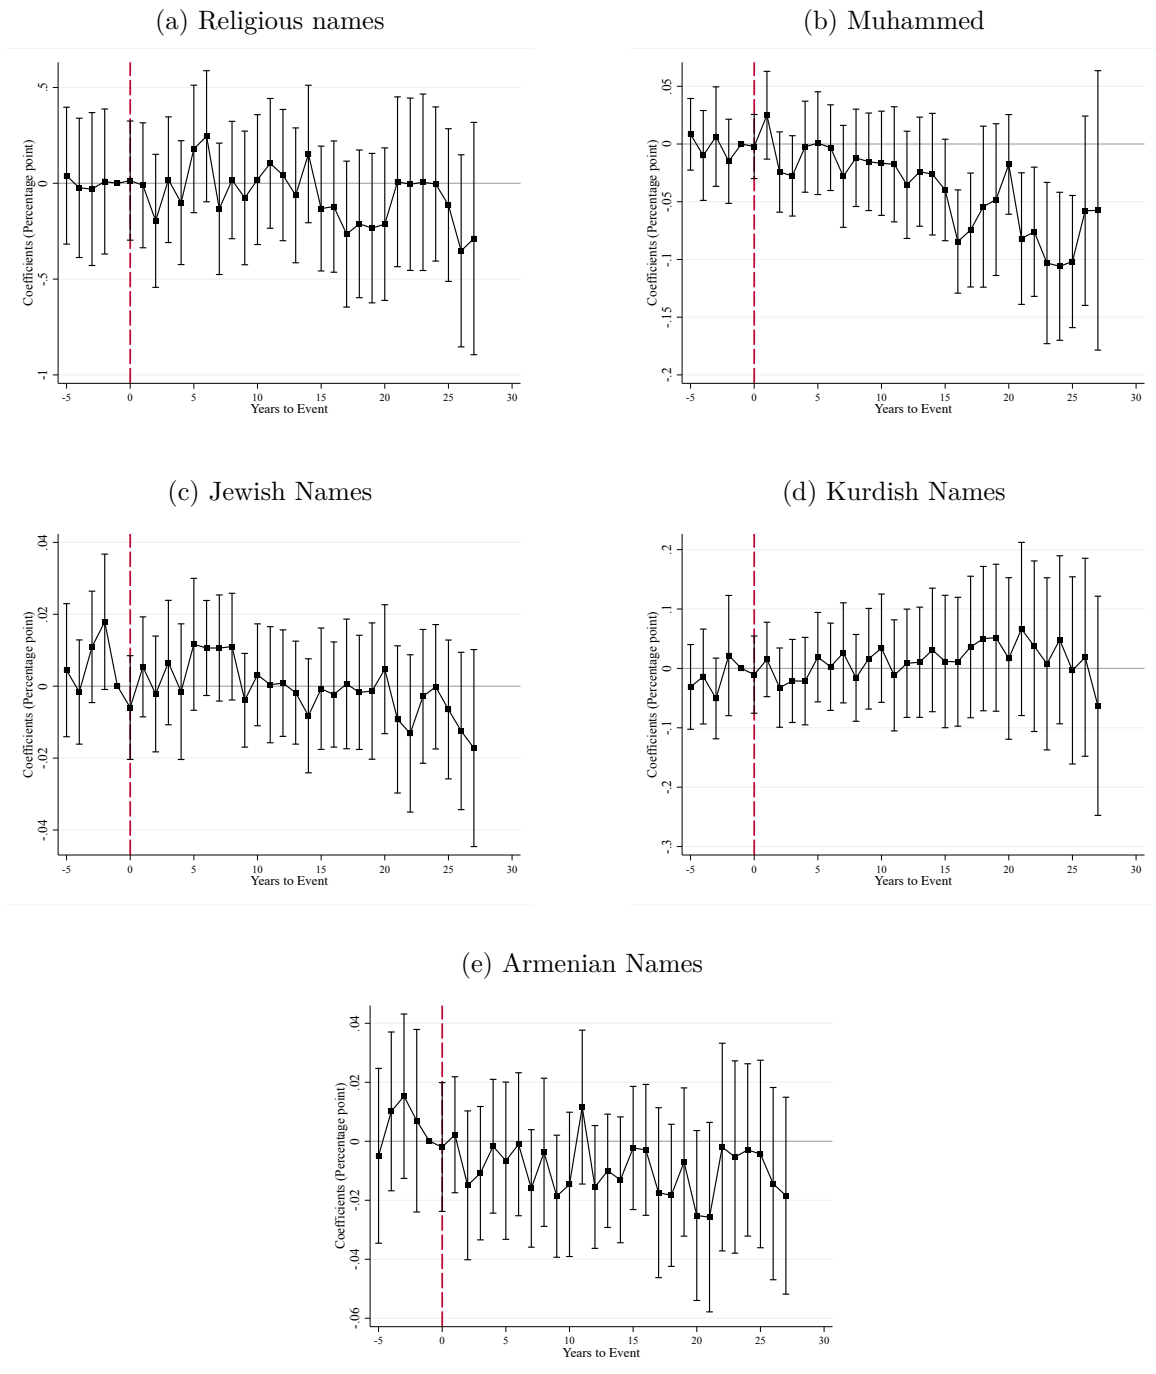 (a) Religious names
Coefficients (Percentage point)
.5
0
-.5
-1
-5 0 5 10 15 20 25 30
Years to Event
(b) Muhammed
Coefficients (Percentage point)
.05
0
-.05
-.1
-.15
-.2
-5 0 5 10 15 20 25 30
Years to Event
(c) Jewish Names
Coefficients (Percentage point)
.04
.02
0
-.02
-.04
-5 0 5 10 15 20 25 30
Years to Event
(d) Kurdish Names
Coefficients (Percentage point)
.2
.1
0
-.1
-.2
-.3
-5 0 5 10 15 20 25 30
Years to Event
(e) Armenian Names
Coefficients (Percentage point)
.04
.02
0
-.02
-.04
-.06
-5 0 5 10 15 20 25 30
Years to Event